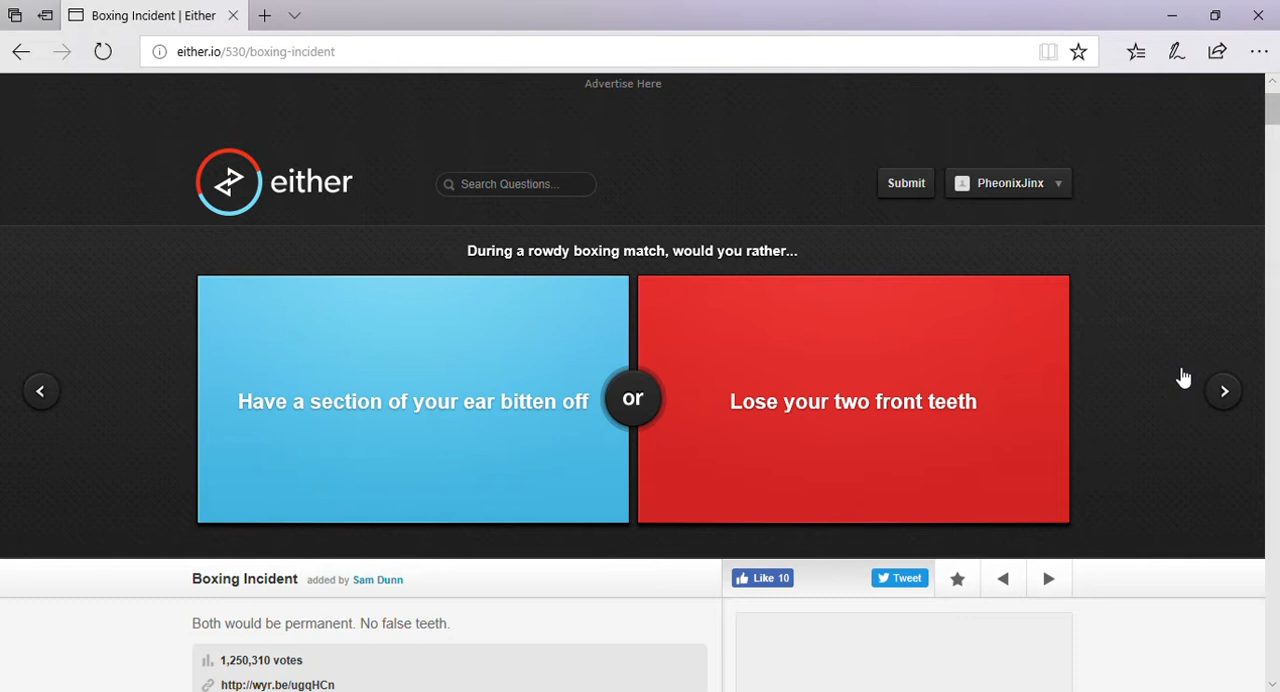 Boxing Incident | Either
either.io/530/boxing-incident
Advertise Here
either
Search Questions...
Submit
PheonixJinx
During a rowdy boxing match, would you rather...
Have a section of your ear bitten off
or
Lose your two front teeth
Boxing Incident added by Sam Dunn
Like 10
Tweet
Both would be permanent. No false teeth.
1,250,310 votes
http://wyr.be/ugqHCn